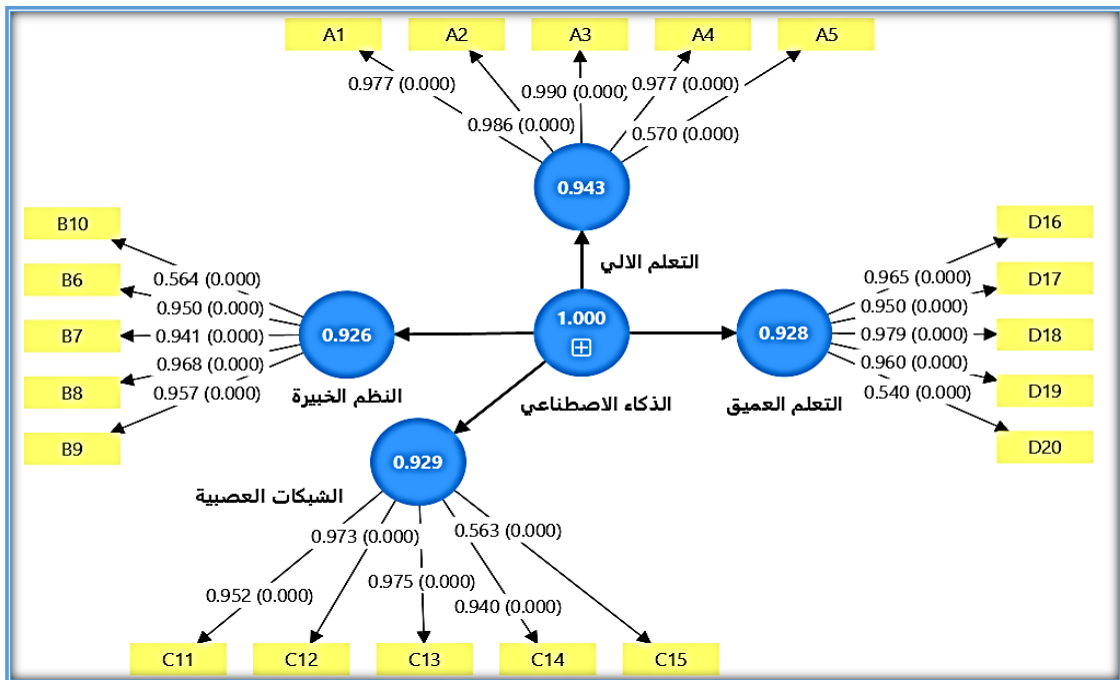 A1
A2
A3
A4
A5
0.977 (0.000)
0.986 (0.000)
0.990 (0.000)
0.977 (0.000)
0.570 (0.000)
0.943
التعلم الالي
B10
B6
B7
B8
B9
0.564 (0.000)
0.950 (0.000)
0.941 (0.000)
0.968 (0.000)
0.957 (0.000)
0.926
النظم الخبيرة
1.000
الذكاء الاصطناعي
0.928
التعلم العميق
0.965 (0.000)
0.950 (0.000)
0.979 (0.000)
0.960 (0.000)
0.540 (0.000)
D16
D17
D18
D19
D20
0.929
الشبكات العصبية
0.952 (0.000)
0.973 (0.000)
0.975 (0.000)
0.940 (0.000)
0.563 (0.000)
C11
C12
C13
C14
C15